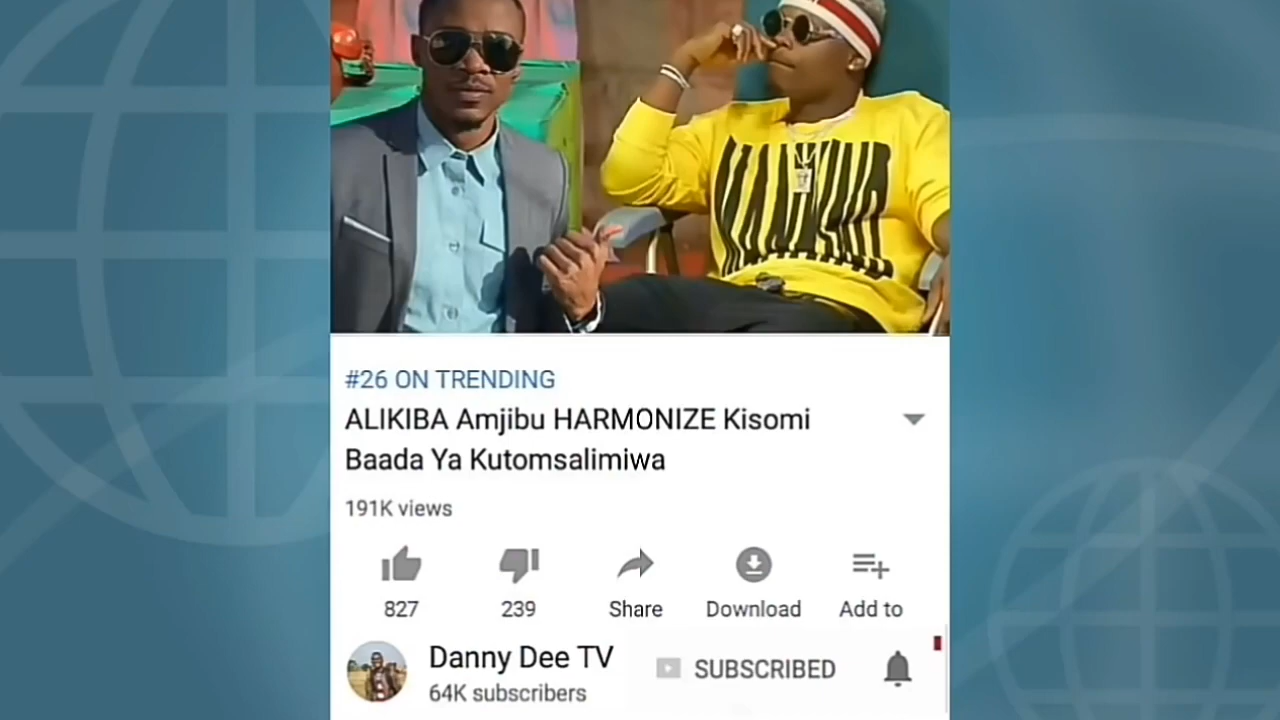 #26 ON TRENDING
ALIKIBA Amjibu HARMONIZE Kisomi
Baada Ya Kutomsalimiwa
191K views
827 239 Share Download Add to
Danny Dee TV SUBSCRIBED
64K subscribers